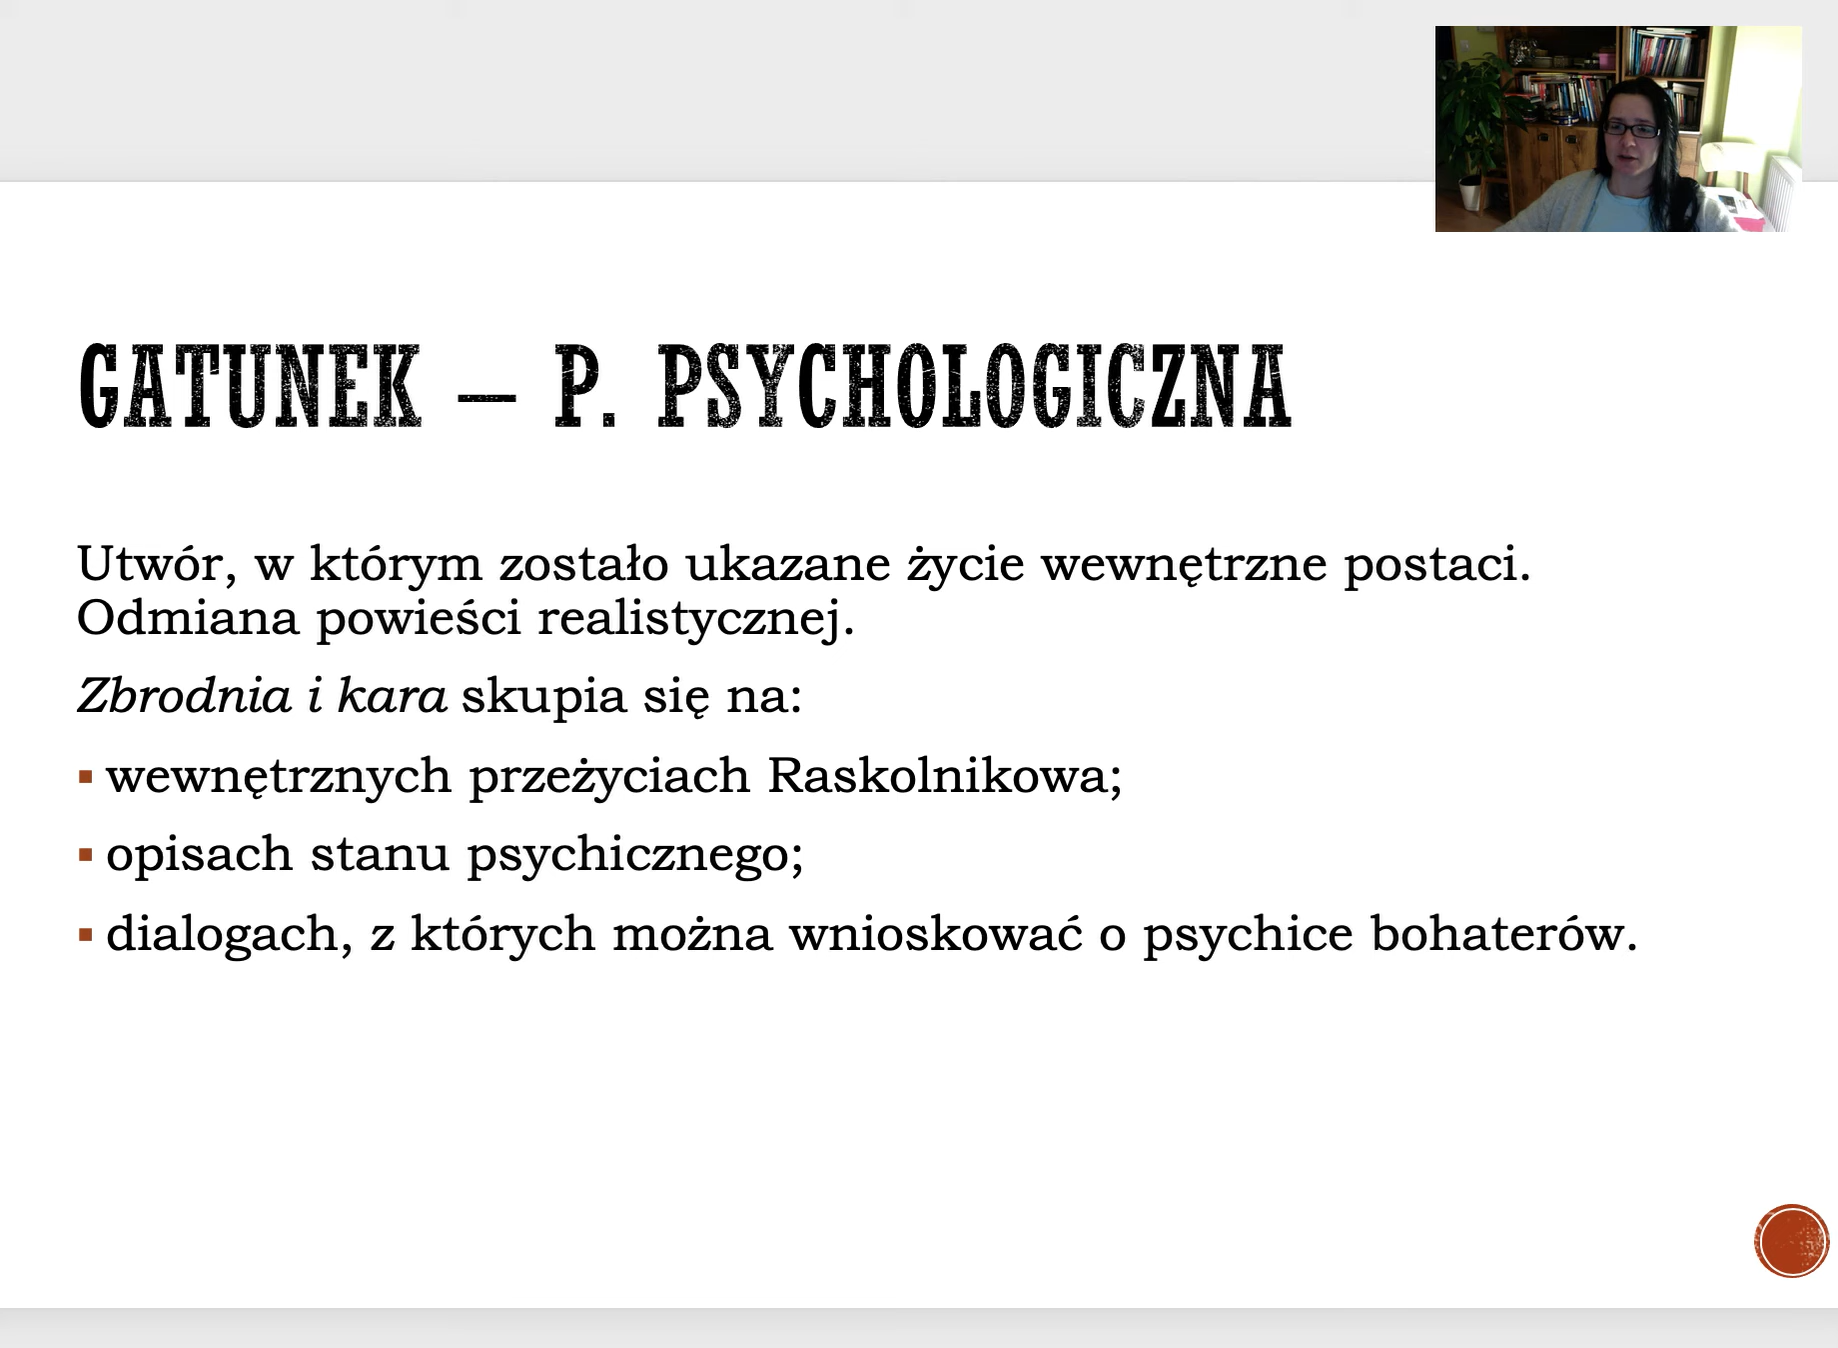 GATUNEK – P. PSYCHOLOGICZNA
Utwór, w którym zostało ukazane życie wewnętrzne postaci.
Odmiana powieści realistycznej.
Zbrodnia i kara skupia się na:
▪ wewnętrznych przeżyciach Raskolnikowa;
▪ opisach stanu psychicznego;
▪ dialogach, z których można wnioskować o psychice bohaterów.